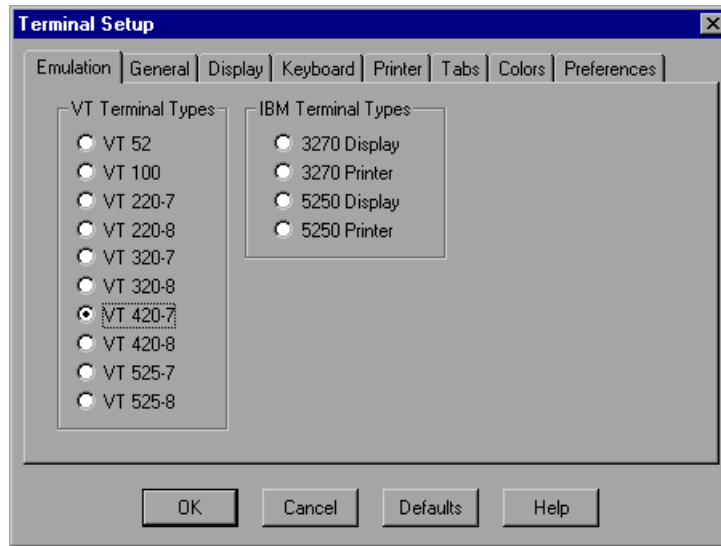 Terminal Setup
Emulation General Display Keyboard Printer Tabs Colors Preferences
VT Terminal Types
VT 52
VT 100
VT 220-7
VT 220-8
VT 320-7
VT 320-8
VT 420-7
VT 420-8
VT 525-7
VT 525-8
IBM Terminal Types
3270 Display
3270 Printer
5250 Display
5250 Printer
OK Cancel Defaults Help